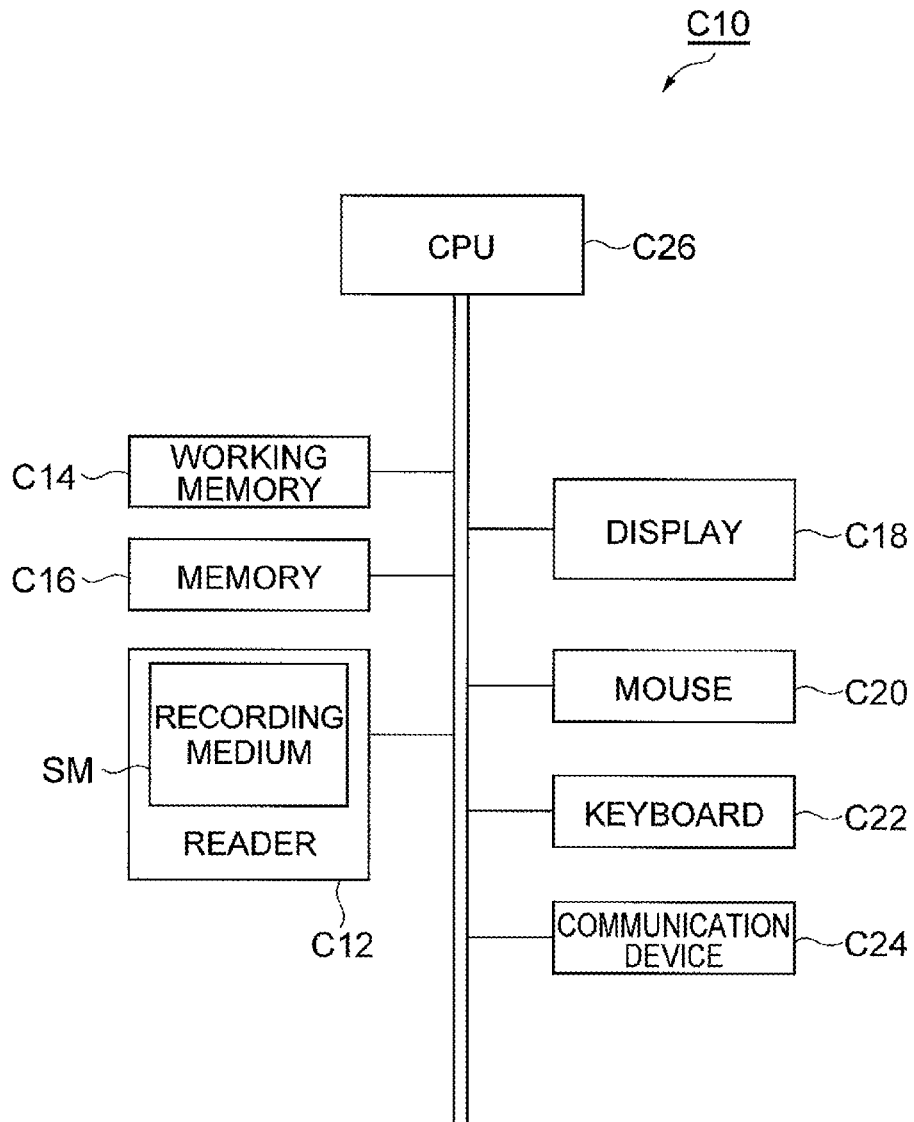 C10
CPU
C26
WORKING
MEMORY
C14
DISPLAY
C18
MEMORY
C16
RECORDING
MEDIUM
SM
READER
C12
MOUSE
C20
KEYBOARD
C22
COMMUNICATION
DEVICE
C24